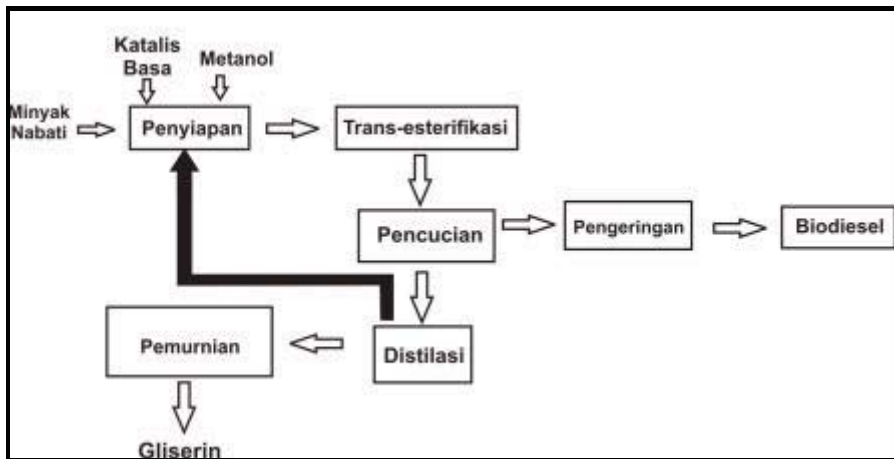 Katalis
Basa
Metanol
Minyak
Nabati
Penyiapan
Trans-esterifikasi
Pencucian
Pengeringan
Biodiesel
Pemurnian
Distilasi
Gliserin